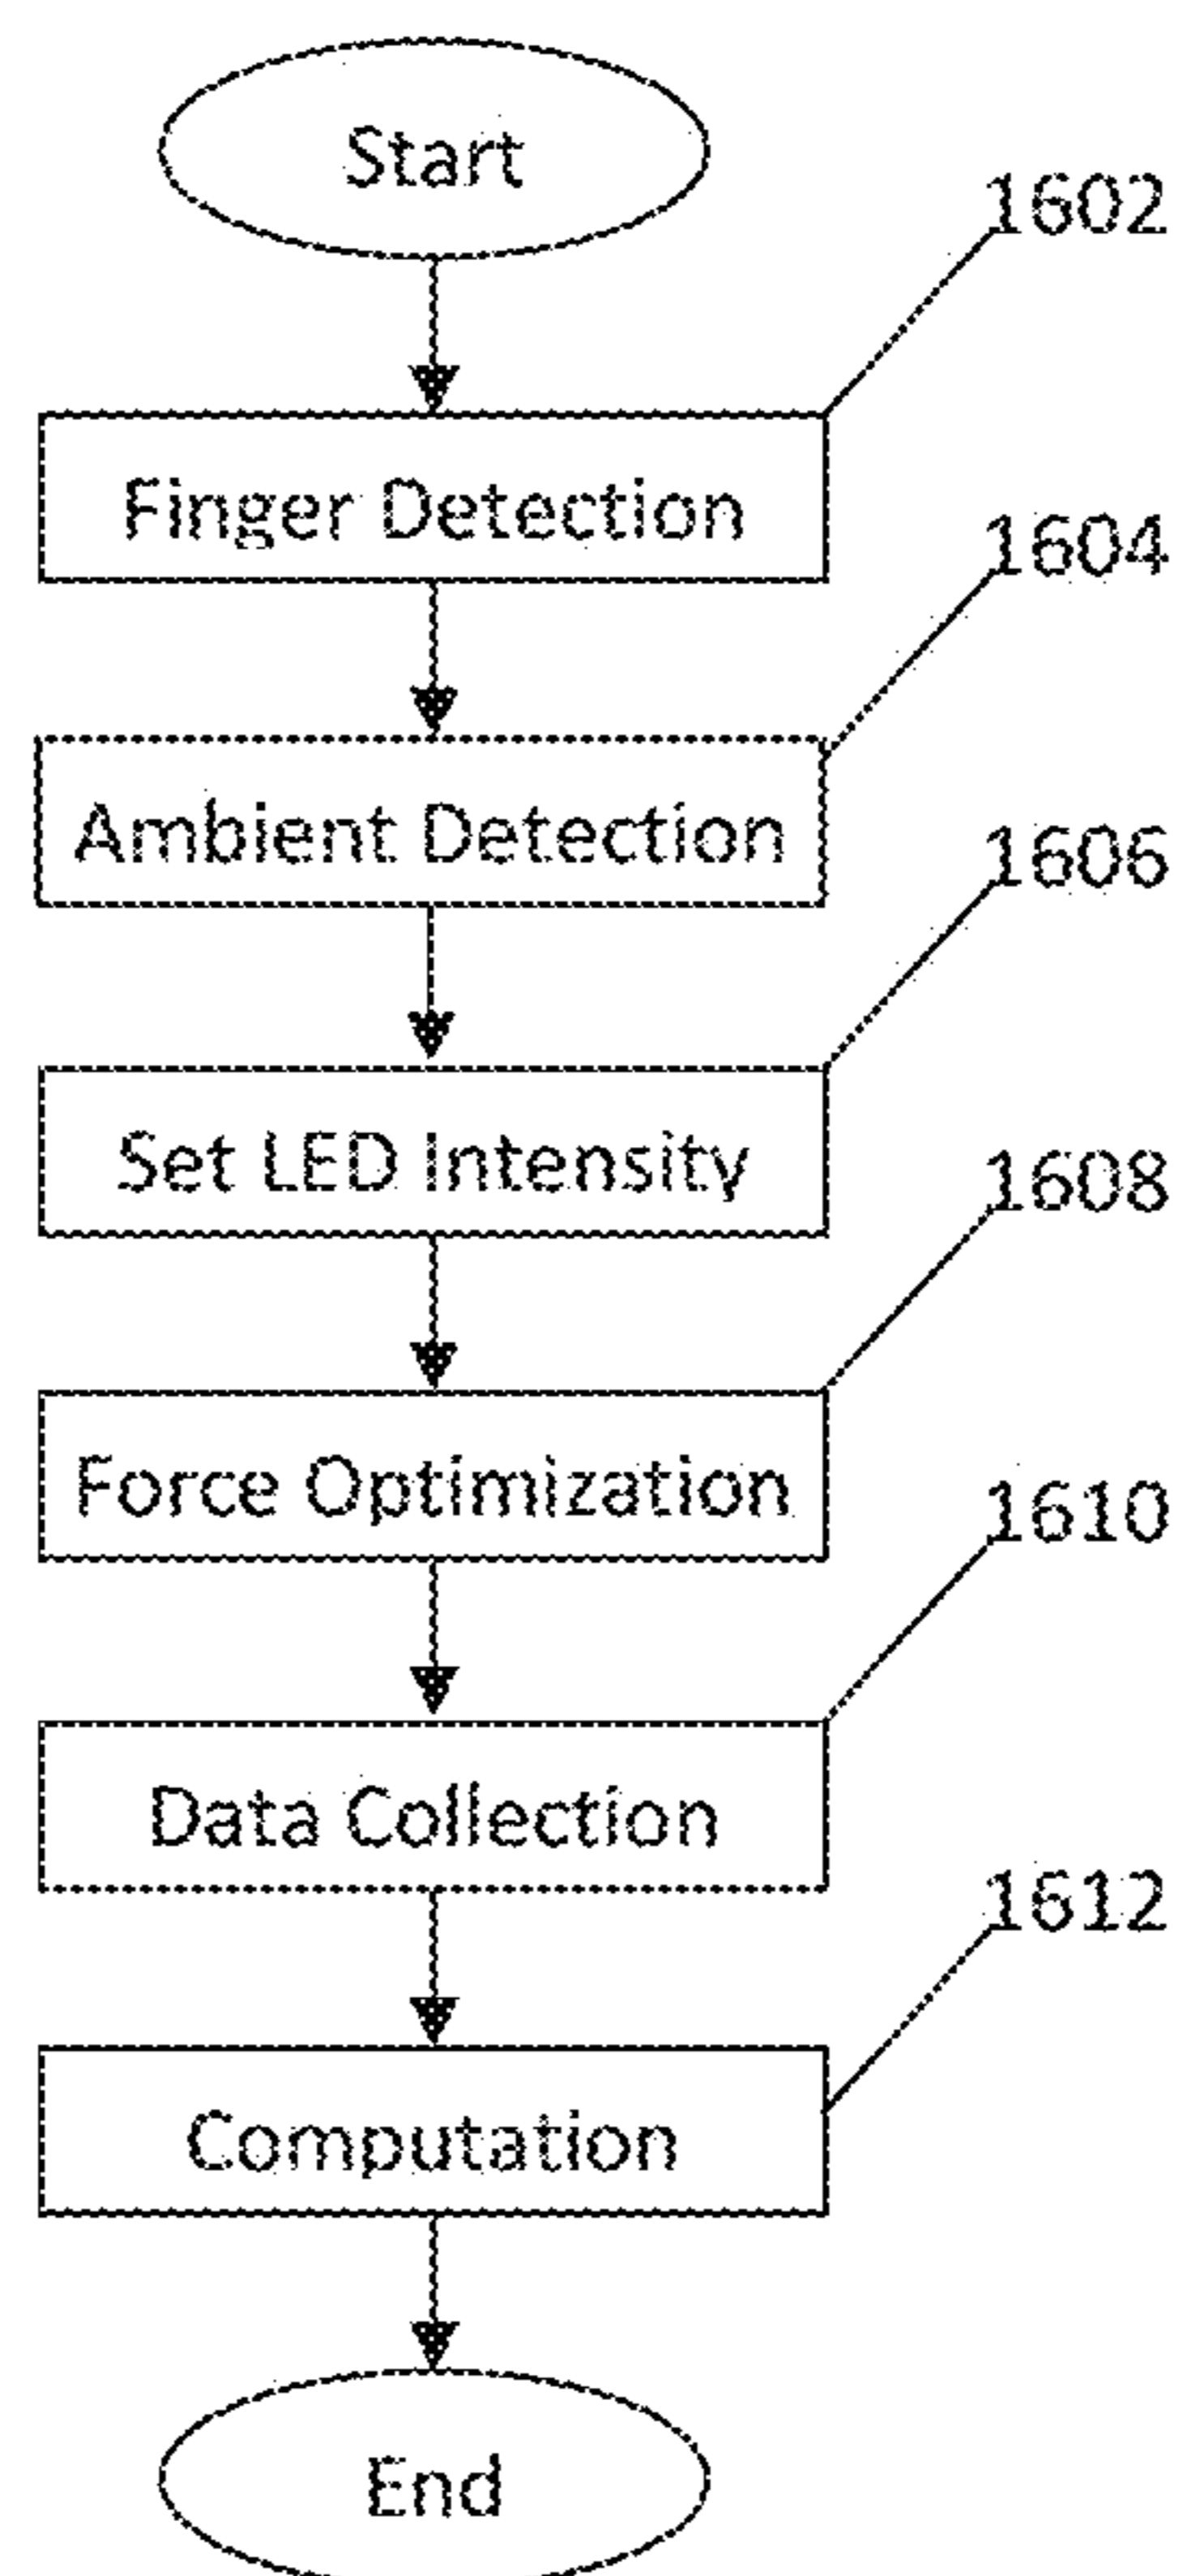 Start
1602
Finger Detection
1604
Ambient Detection
1606
Set LED Intensity
1608
Force Optimization
1610
Data Collection
1612
Computation
End